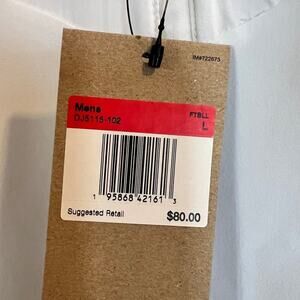 IM#722675
Mens
DJ5115-102
FTBLL
L
1 95868 42161 3
Suggested Retail
$80.00